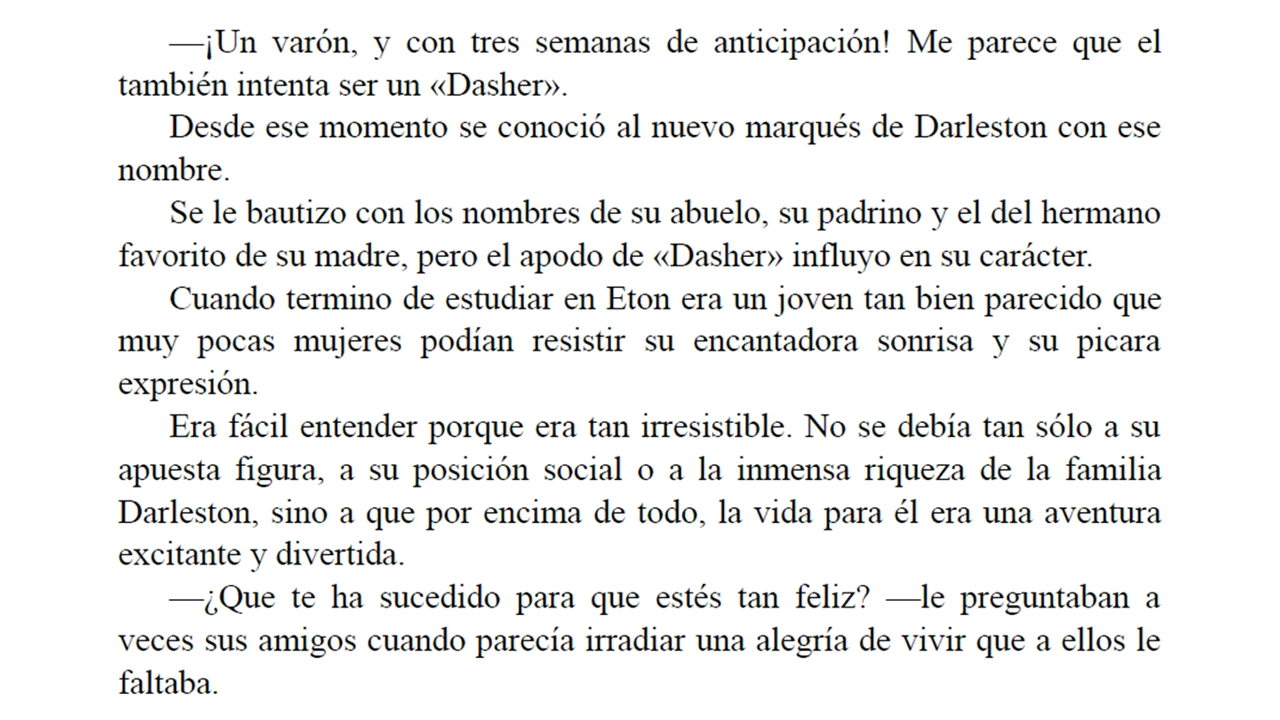 —¡Un varón, y con tres semanas de anticipación! Me parece que el
también intenta ser un «Dasher».
Desde ese momento se conoció al nuevo marqués de Darleston con ese
nombre.
Se le bautizo con los nombres de su abuelo, su padrino y el del hermano
favorito de su madre, pero el apodo de «Dasher» influyo en su carácter.
Cuando termino de estudiar en Eton era un joven tan bien parecido que
muy pocas mujeres podían resistir su encantadora sonrisa y su picara
expresión.
Era fácil entender porque era tan irresistible. No se debía tan sólo a su
apuesta figura, a su posición social o a la inmensa riqueza de la familia
Darleston, sino a que por encima de todo, la vida para él era una aventura
excitante y divertida.
—¿Que te ha sucedido para que estés tan feliz? —le preguntaban a
veces sus amigos cuando parecía irradiar una alegría de vivir que a ellos le
faltaba.